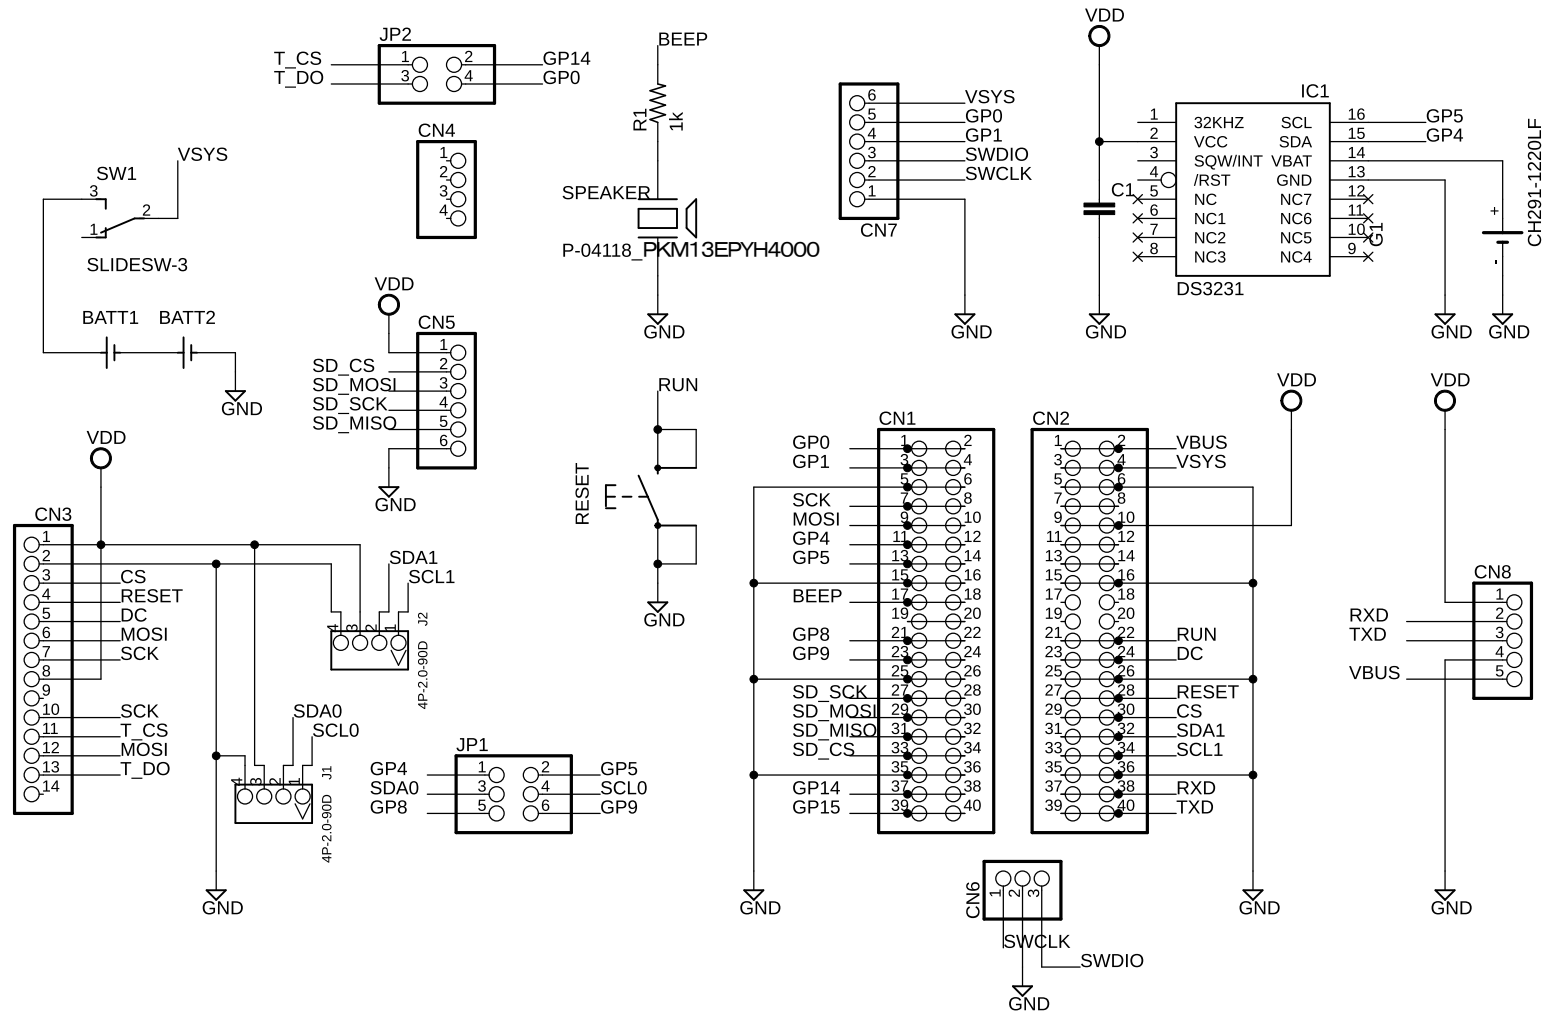 JP2
T_CS 1 2 GP14
T_DO 3 4 GP0
CN4
1
2
3
4
SW1
VSYS
3
2
1
SLIDESW-3
BATT1 BATT2
GND
BEEP
R1
1k
SPEAKER
P-04118_PKM13EPYH4000
GND
6 VSYS
5 GP0
4 GP1
3 SWDIO
2 SWCLK
1
CN7
GND
VDD
IC1
1 32KHZ SCL 16 GP5
2 VCC SDA 15 GP4
3 SQW/INT VBAT 14
4 /RST GND 13
5 NC NC7 12
6 NC1 NC6 11
7 NC2 NC5 10
8 NC3 NC4 9
DS3231
C1
GND
G1
+
-
CH291-1220LF
GND
GND
VDD
CN5
1
SD_CS 2
SD_MOSI 3
SD_SCK 4
SD_MISO 5
6
GND
RUN
RESET
GND
VDD
CN3
1
2
3 CS
4 RESET
5 DC
6 MOSI
7 SCK
8
9
10 SCK
11 T_CS
12 MOSI
13 T_DO
14
GND
SDA1
SCL1
4 3 2 1
J2
4P-2.0-90D
SDA0
SCL0
4 3 2 1
J1
4P-2.0-90D
JP1
GP4 1 2 GP5
SDA0 3 4 SCL0
GP8 5 6 GP9
CN1
GP0 1 2
GP1 3 4
5 6
SCK 7 8
MOSI 9 10
GP4 11 12
GP5 13 14
15 16
BEEP 17 18
19 20
GP8 21 22
GP9 23 24
25 26
SD_SCK 27 28
SD_MOSI 29 30
SD_MISO 31 32
SD_CS 33 34
35 36
GP14 37 38
GP15 39 40
GND
CN2
1 2 VBUS
3 4 VSYS
5 6
7 8
9 10
11 12
13 14
15 16
17 18
19 20
21 22 RUN
23 24 DC
25 26
27 28 RESET
29 30 CS
31 32 SDA1
33 34 SCL1
35 36
37 38 RXD
39 40 TXD
VDD
GND
CN6
1 2 3
SWCLK
SWDIO
GND
VDD
CN8
1
RXD 2
TXD 3
4
VBUS 5
GND